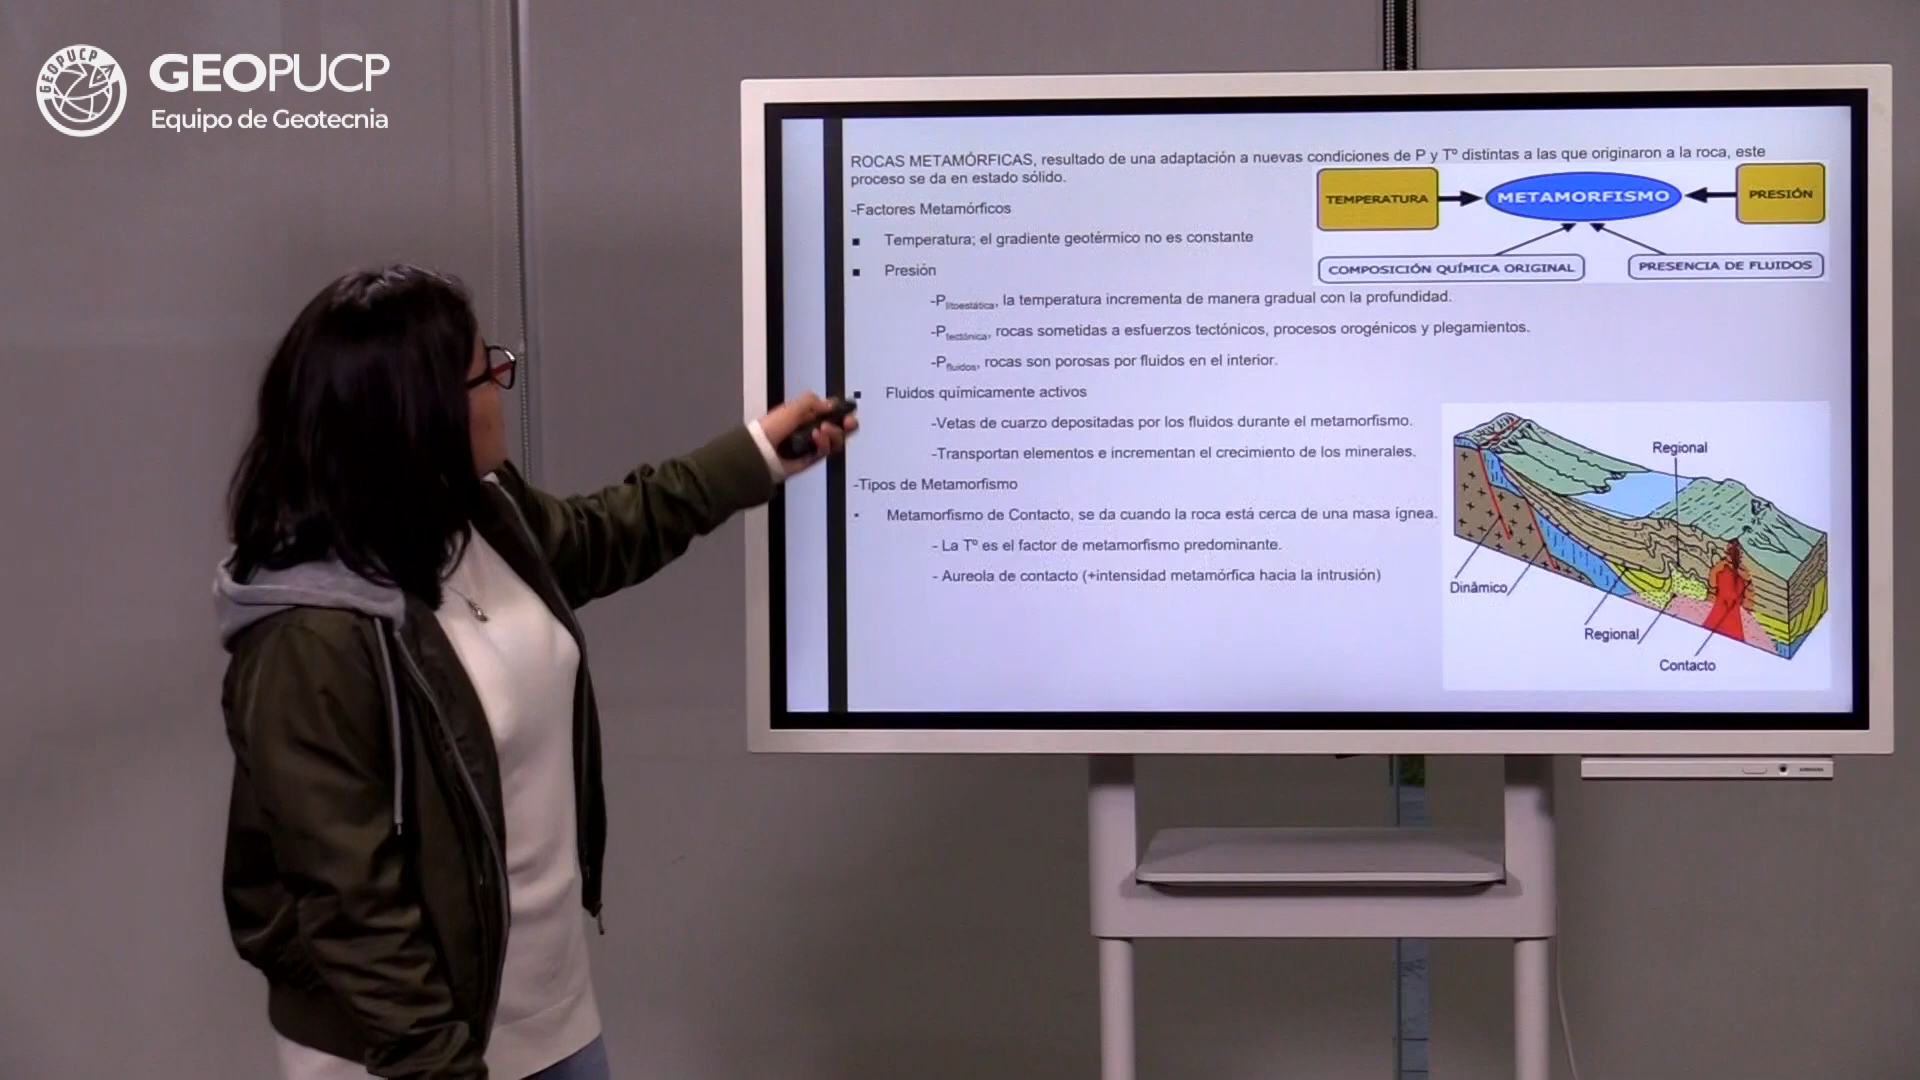 GEOPUCP
GEOPUCP
Equipo de Geotecnia
ROCAS METAMÓRFICAS, resultado de una adaptación a nuevas condiciones de P y Tº distintas a las que originaron a la roca, este
proceso se da en estado sólido.
-Factores Metamórficos
■ Temperatura; el gradiente geotérmico no es constante
■ Presión
-Plitoestática, la temperatura incrementa de manera gradual con la profundidad.
-Ptectónica, rocas sometidas a esfuerzos tectónicos, procesos orogénicos y plegamientos.
-Pfluidos, rocas son porosas por fluidos en el interior.
■ Fluidos químicamente activos
-Vetas de cuarzo depositadas por los fluidos durante el metamorfismo.
-Transportan elementos e incrementan el crecimiento de los minerales.
-Tipos de Metamorfismo
• Metamorfismo de Contacto, se da cuando la roca está cerca de una masa ígnea.
- La Tº es el factor de metamorfismo predominante.
- Aureola de contacto (+intensidad metamórfica hacia la intrusión)
TEMPERATURA
METAMORFISMO
PRESIÓN
COMPOSICIÓN QUÍMICA ORIGINAL
PRESENCIA DE FLUIDOS
Regional
Dinâmico
Regional
Contacto